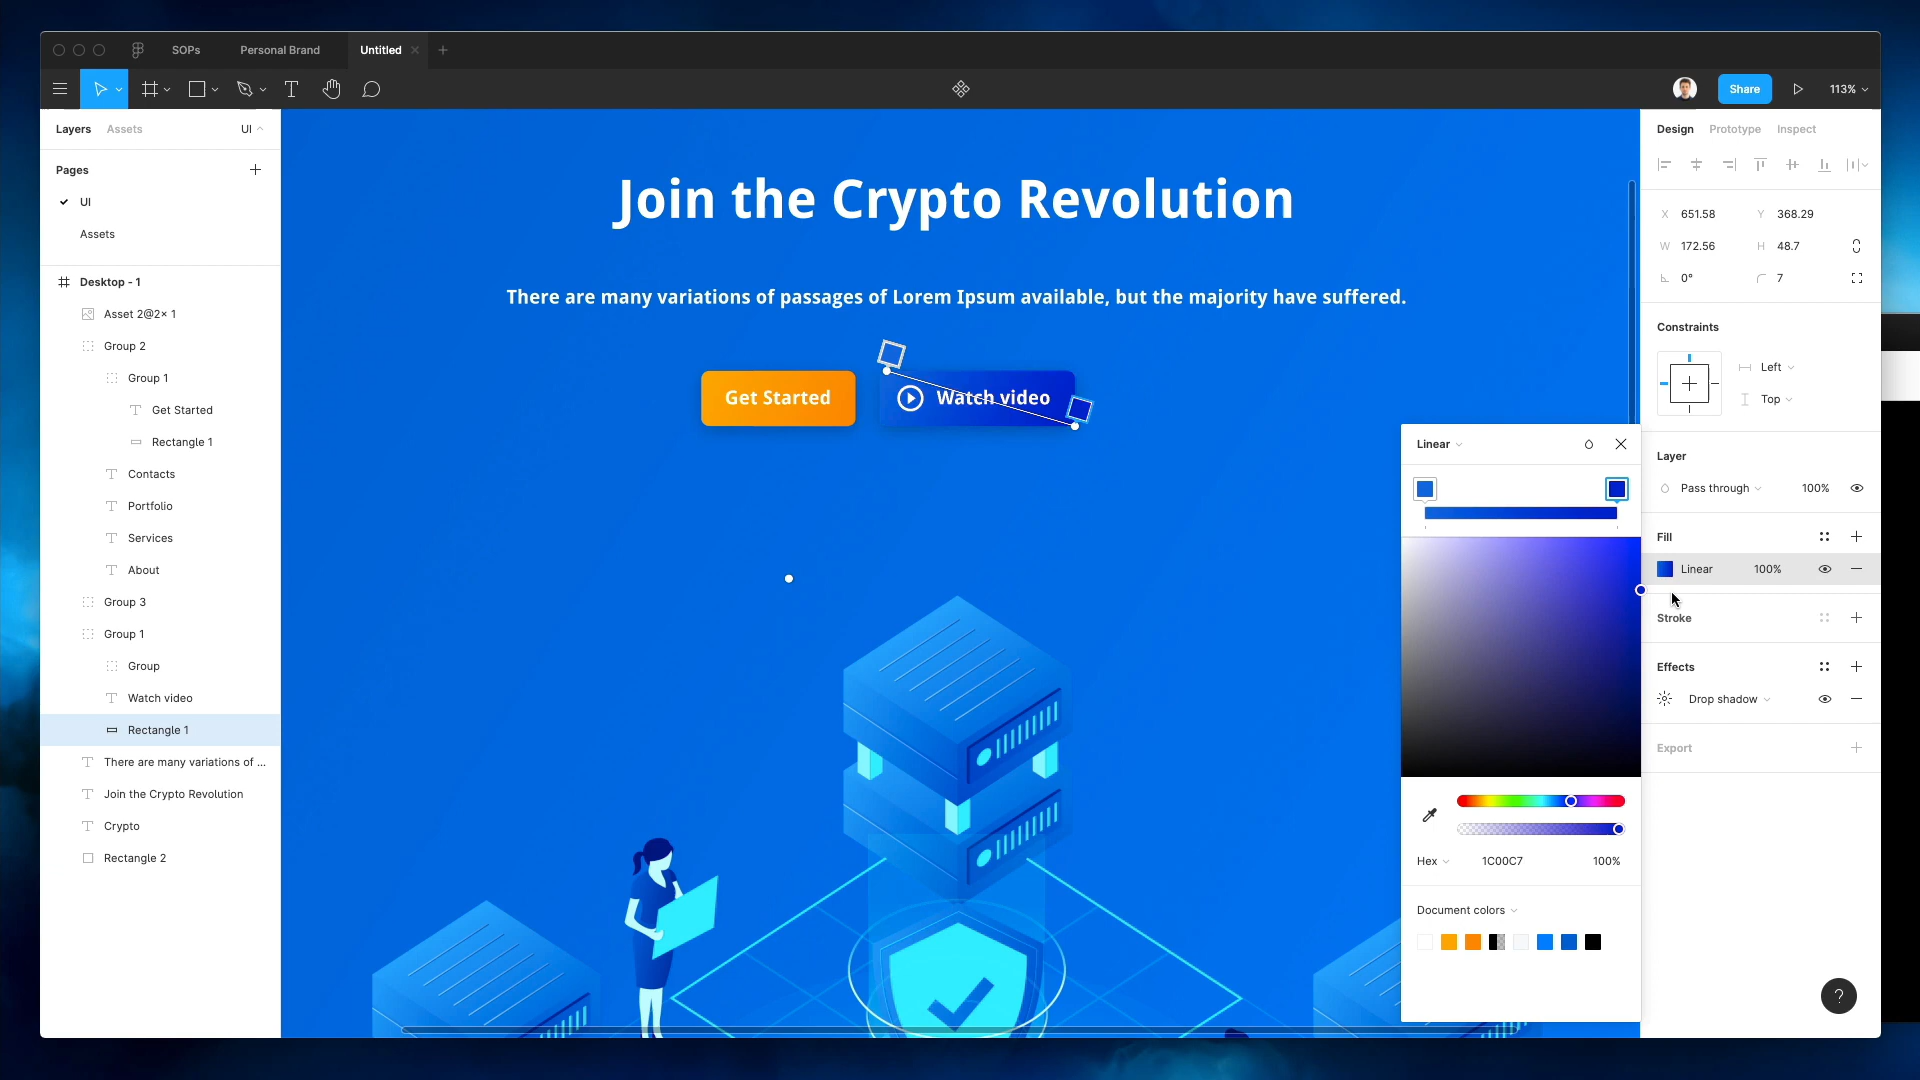 SOPs
Personal Brand
Untitled
Share
113%
Layers
Assets
UI
Pages
UI
Assets
Desktop - 1
Asset 2@2x 1
Group 2
Group 1
Get Started
Rectangle 1
Contacts
Portfolio
Services
About
Group 3
Group 1
Group
Watch video
Rectangle 1
There are many variations of ...
Join the Crypto Revolution
Crypto
Rectangle 2
Join the Crypto Revolution
There are many variations of passages of Lorem Ipsum available, but the majority have suffered.
Get Started
Watch video
Linear
Hex
1C00C7
100%
Document colors
Design
Prototype
Inspect
X 651.58
Y 368.29
W 172.56
H 48.7
0°
7
Constraints
Left
Top
Layer
Pass through
100%
Fill
Linear
100%
Stroke
Effects
Drop shadow
Export
?